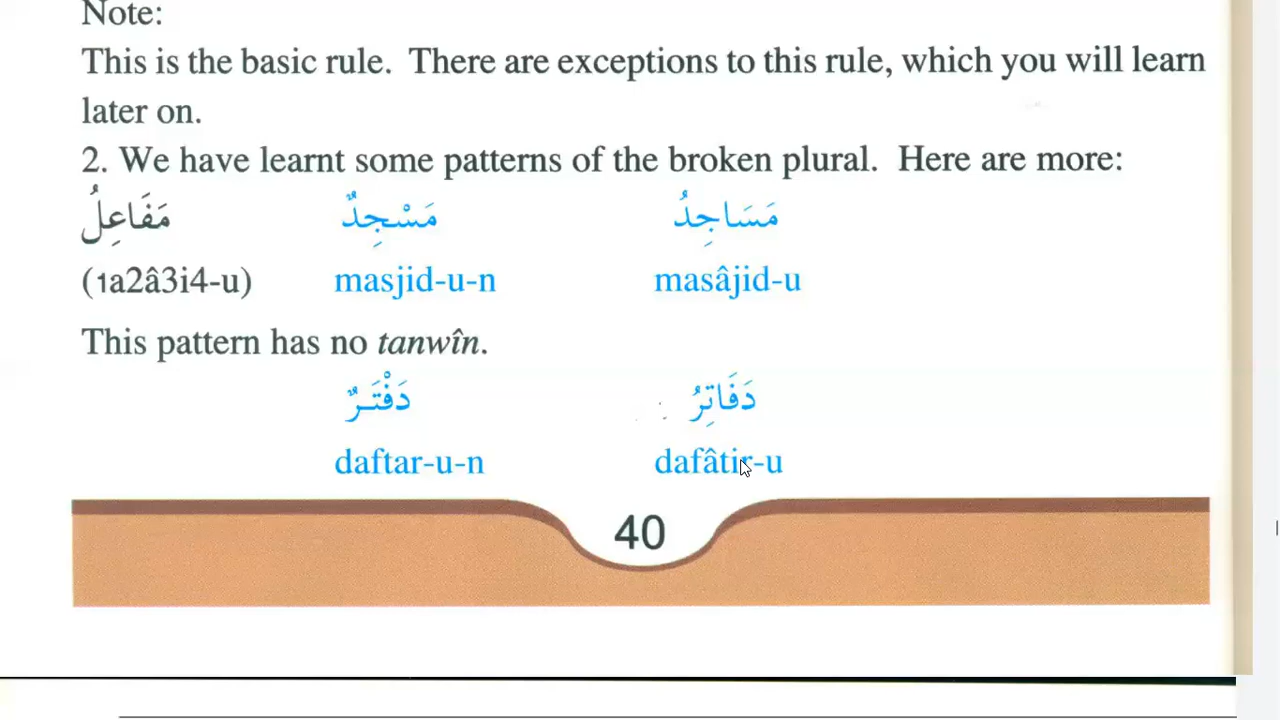 Note:
This is the basic rule. There are exceptions to this rule, which you will learn
later on.
2. We have learnt some patterns of the broken plural. Here are more:
مَفَاعِلُ مَسْجِدٌ مَسَاجِدُ
(1a2â3i4-u) masjid-u-n masâjid-u
This pattern has no tanwîn.
دَفْتَـرٌ دَفَاتِرُ
daftar-u-n dafâtir-u
40